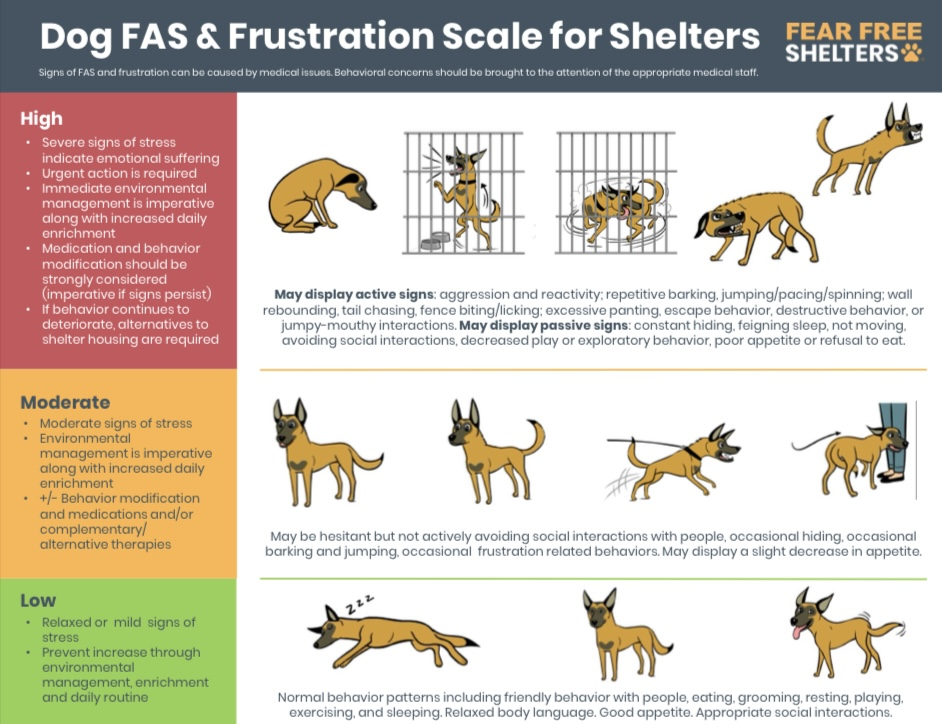 Dog FAS & Frustration Scale for Shelters
FEAR FREE
SHELTERS
Signs of FAS and frustration can be caused by medical issues. Behavioral concerns should be brought to the attention of the appropriate medical staff.
High
• Severe signs of stress
indicate emotional suffering
• Urgent action is required
• Immediate environmental
management is imperative
along with increased daily
enrichment
• Medication and behavior
modification should be
strongly considered
(imperative if signs persist)
• If behavior continues to
deteriorate, alternatives to
shelter housing are required
May display active signs: aggression and reactivity; repetitive barking, jumping/pacing/spinning; wall
rebounding, tail chasing, fence biting/licking; excessive panting, escape behavior, destructive behavior, or
jumpy-mouthy interactions. May display passive signs: constant hiding, feigning sleep, not moving,
avoiding social interactions, decreased play or exploratory behavior, poor appetite or refusal to eat.
Moderate
• Moderate signs of stress
• Environmental
management is imperative
along with increased daily
enrichment
• +/- Behavior modification
and medications and/or
complementary/
alternative therapies
May be hesitant but not actively avoiding social interactions with people, occasional hiding, occasional
barking and jumping, occasional frustration related behaviors. May display a slight decrease in appetite.
Low
• Relaxed or mild signs of
stress
• Prevent increase through
environmental
management, enrichment
and daily routine
z z z
Normal behavior patterns including friendly behavior with people, eating, grooming, resting, playing,
exercising, and sleeping. Relaxed body language. Good appetite. Appropriate social interactions.